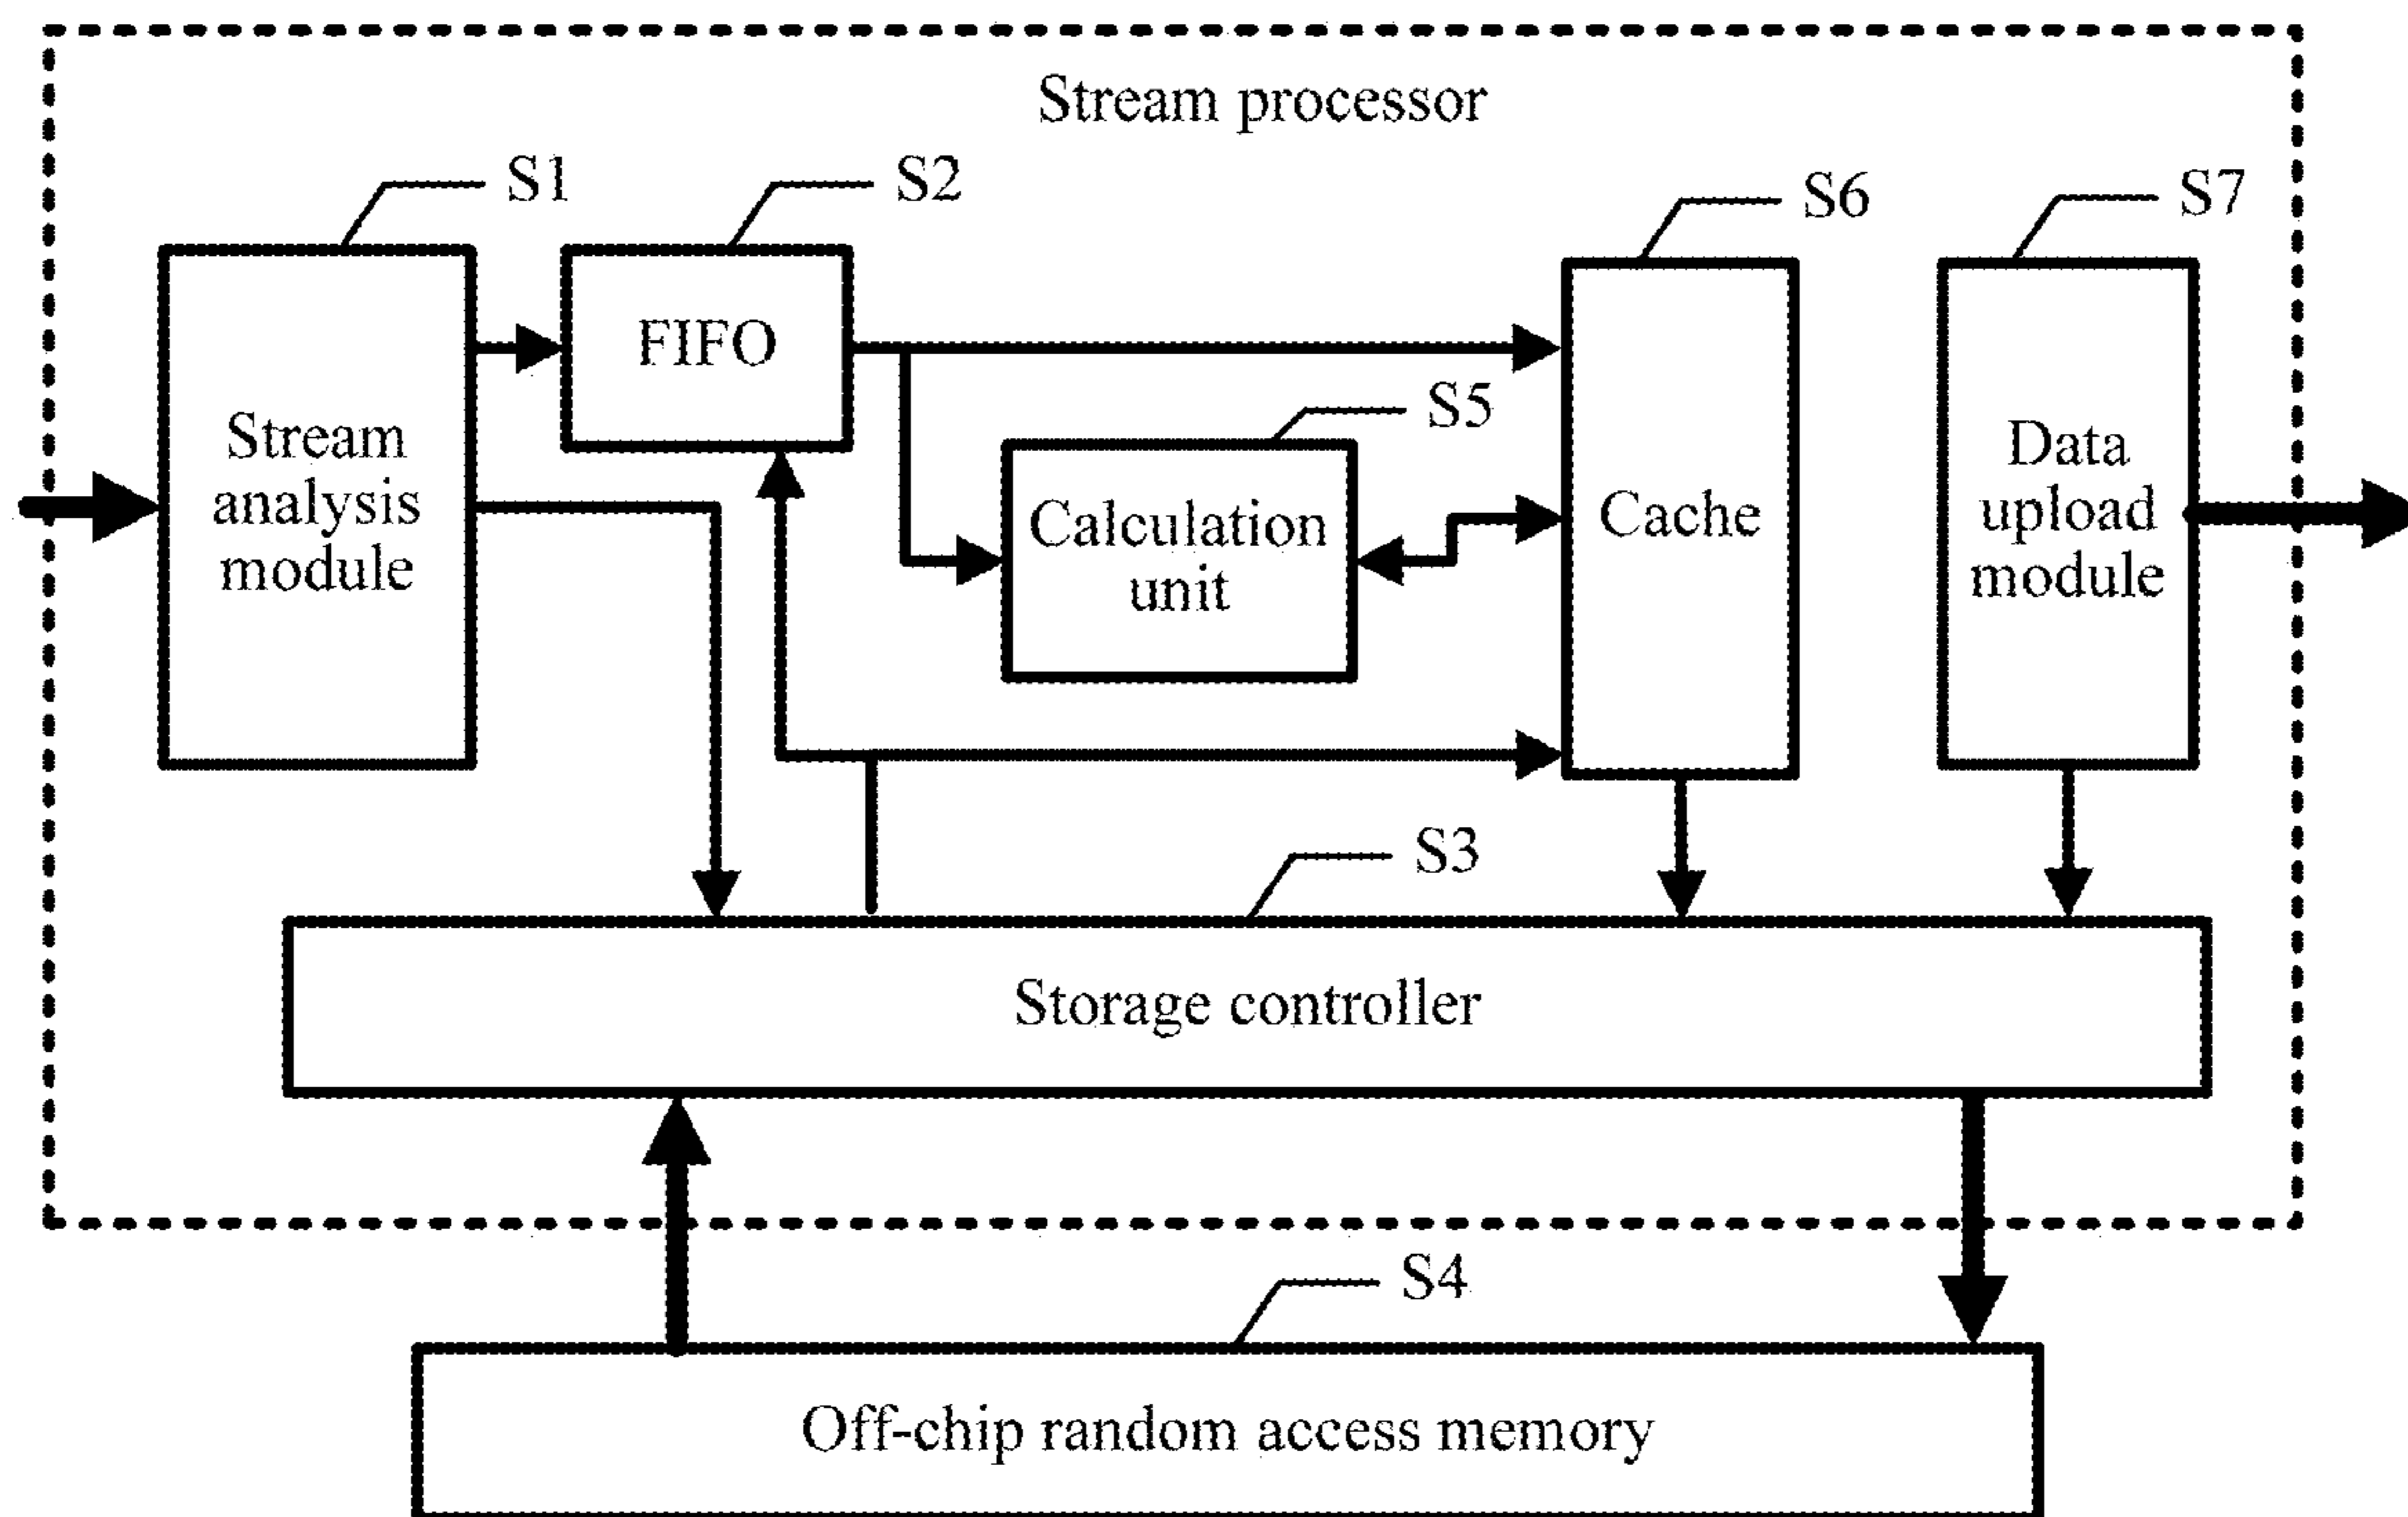 Stream processor
S1
S2
S6
S7
FIFO
S5
Stream
analysis
module
Calculation
unit
Cache
Data
upload
module
S3
Storage controller
S4
Off-chip random access memory